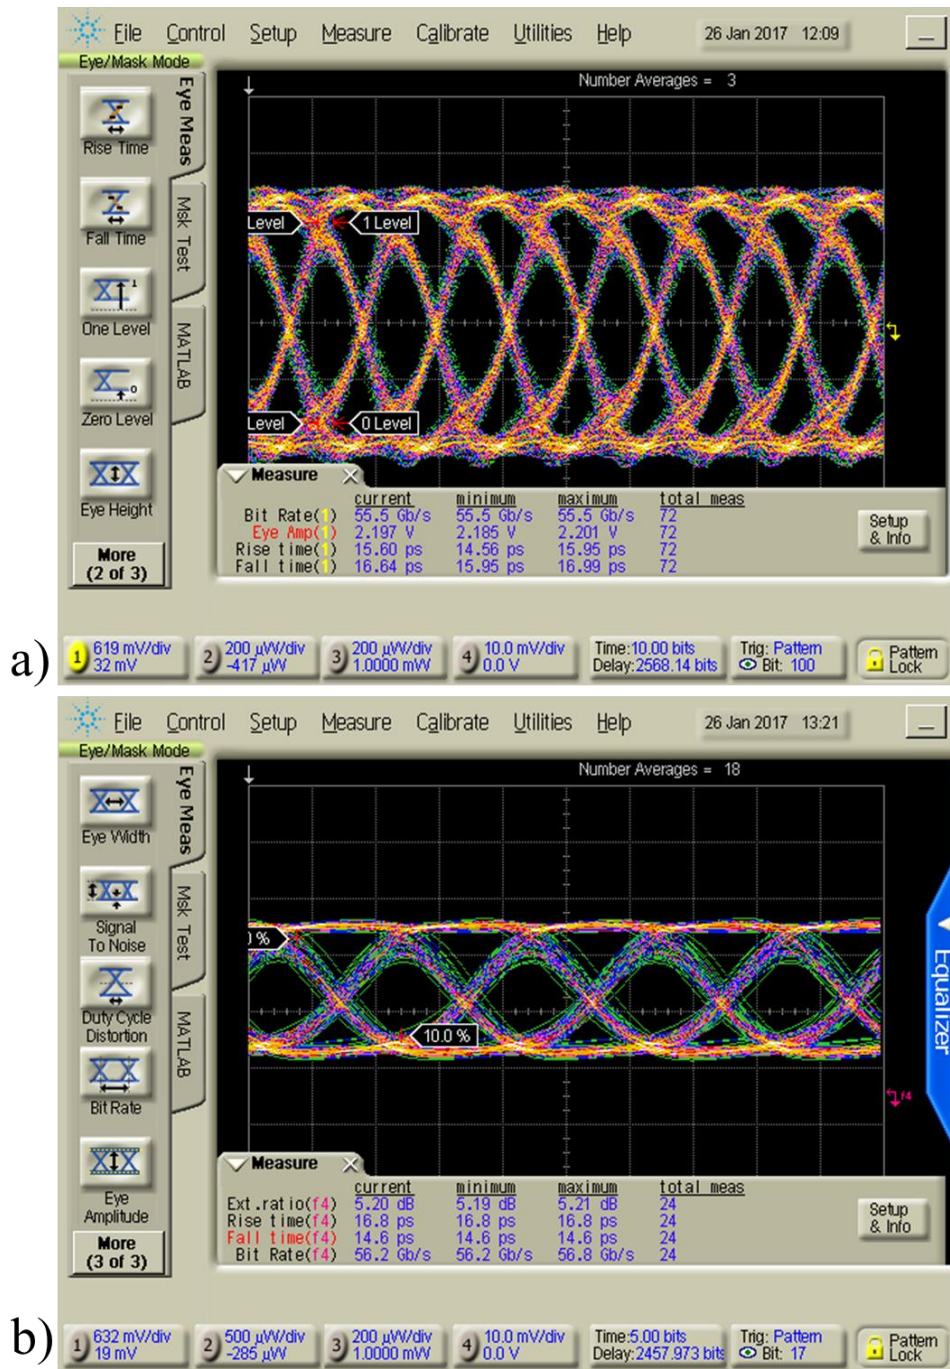 File Control Setup Measure Calibrate Utilities Help 26 Jan 2017 12:09
Eye/Mask Mode
Number Averages = 3
Eye Meas
Msk Test
MATLAB
Rise Time
Fall Time
One Level
Zero Level
Eye Height
More
(2 of 3)
Level 1 Level
Level 0 Level
Measure
current minimum maximum total meas
Bit Rate(1) 55.5 Gb/s 55.5 Gb/s 55.5 Gb/s 72
Eye Amp(1) 2.197 V 2.185 V 2.201 V 72
Rise time(1) 15.60 ps 14.56 ps 15.95 ps 72
Fall time(1) 16.64 ps 15.95 ps 16.99 ps 72
Setup
& Info
a)
1 619 mV/div
32 mV
2 200 µW/div
-417 µW
3 200 µW/div
1.0000 mW
4 10.0 mV/div
0.0 V
Time:10.00 bits
Delay:2568.14 bits
Trig: Pattern
Bit: 100
Pattern
Lock
File Control Setup Measure Calibrate Utilities Help 26 Jan 2017 13:21
Eye/Mask Mode
Number Averages = 18
Eye Meas
Msk Test
MATLAB
Eye Width
Signal
To Noise
Duty Cycle
Distortion
Bit Rate
Eye
Amplitude
More
(3 of 3)
%
10.0 %
Equalizer
f4
Measure
current minimum maximum total meas
Ext.ratio(f4) 5.20 dB 5.19 dB 5.21 dB 24
Rise time(f4) 16.8 ps 16.8 ps 16.8 ps 24
Fall time(f4) 14.6 ps 14.6 ps 14.6 ps 24
Bit Rate(f4) 56.2 Gb/s 56.2 Gb/s 56.8 Gb/s 24
Setup
& Info
b)
1 632 mV/div
19 mV
2 500 µW/div
-285 µW
3 200 µW/div
1.0000 mW
4 10.0 mV/div
0.0 V
Time:5.00 bits
Delay:2457.973 bits
Trig: Pattern
Bit: 17
Pattern
Lock